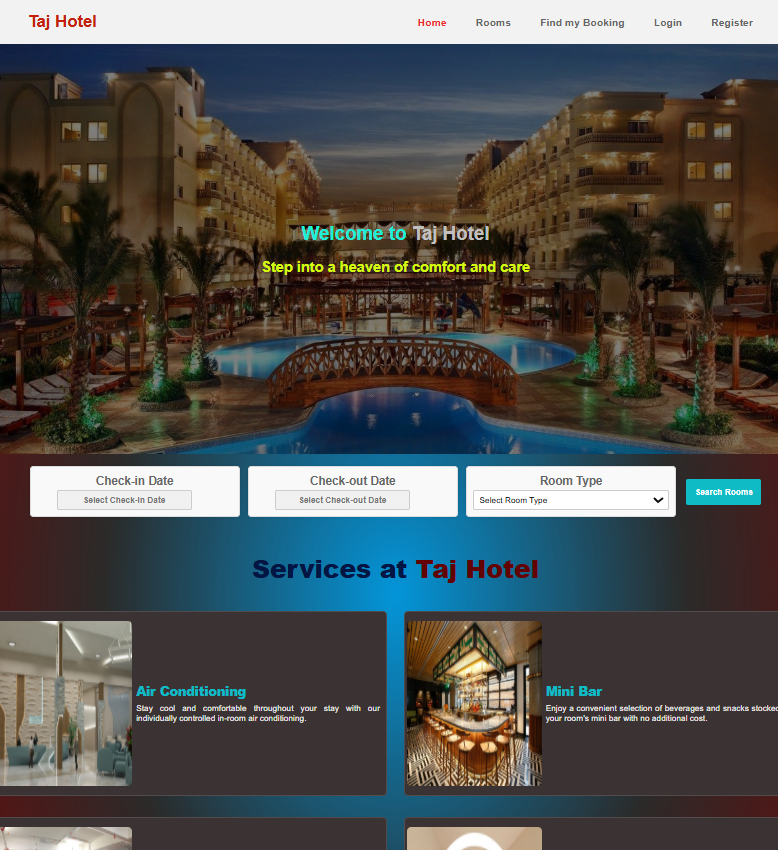 Taj Hotel
Home Rooms Find my Booking Login Register
Welcome to Taj Hotel
Step into a heaven of comfort and care
Check-in Date
Select Check-In Date
Check-out Date
Select Check-out Date
Room Type
Select Room Type
Search Rooms
Services at Taj Hotel
Air Conditioning
Stay cool and comfortable throughout your stay with our
individually controlled in-room air conditioning.
Mini Bar
Enjoy a convenient selection of beverages and snacks stocked
your room's mini bar with no additional cost.